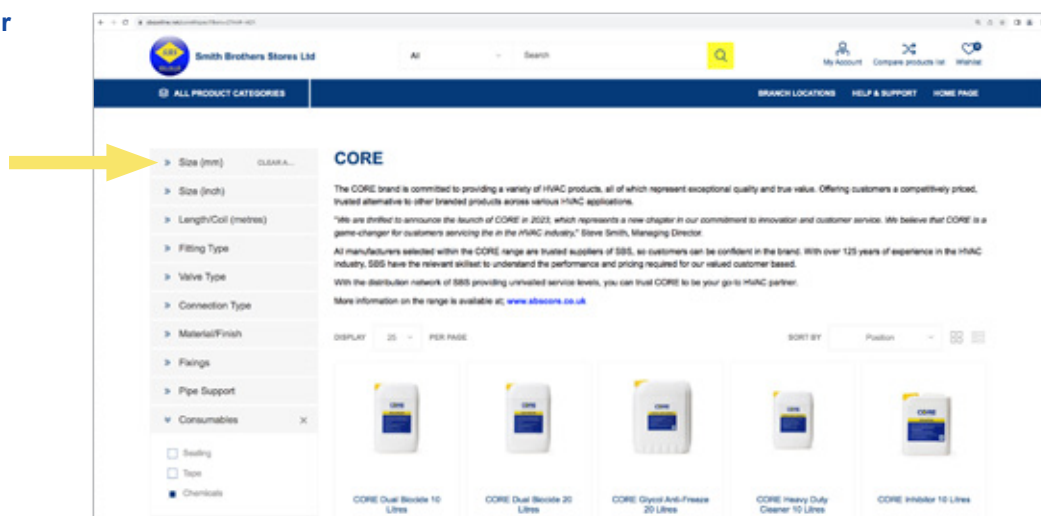 r
Smith Brothers Stores Ltd
All
Search
My Account
Compare products list
Wishlist
ALL PRODUCT CATEGORIES
BRANCH LOCATIONS
HELP & SUPPORT
HOME PAGE
Size (mm)
CLEAR A...
Size (inch)
Length/Coil (metres)
Fitting Type
Valve Type
Connection Type
Material/Finish
Fixings
Pipe Support
Consumables
Sealing
Tape
Chemicals
CORE
The CORE brand is committed to providing a variety of HVAC products, all of which represent exceptional quality and true value. Offering customers a competitively priced,
trusted alternative to other branded products across various HVAC applications.
"We are thrilled to announce the launch of CORE in 2023, which represents a new chapter in our commitment to innovation and customer service. We believe that CORE is a
game-changer for customers servicing the in the HVAC industry," Steve Smith, Managing Director.
All manufacturers selected within the CORE range are trusted suppliers of SBS, so customers can be confident in the brand. With over 125 years of experience in the HVAC
industry, SBS have the relevant skillset to understand the performance and pricing required for our valued customer based.
With the distribution network of SBS providing unrivalled service levels, you can trust CORE to be your go-to HVAC partner.
More information on the range is available at; www.sbscore.co.uk
DISPLAY 25 PER PAGE
SORT BY Position
CORE
CORE
CORE
CORE
CORE
CORE Dual Biocide 10
Litres
CORE Dual Biocide 20
Litres
CORE Glycol Anti-Freeze
20 Litres
CORE Heavy Duty
Cleaner 10 Litres
CORE Inhibitor 10 Litres